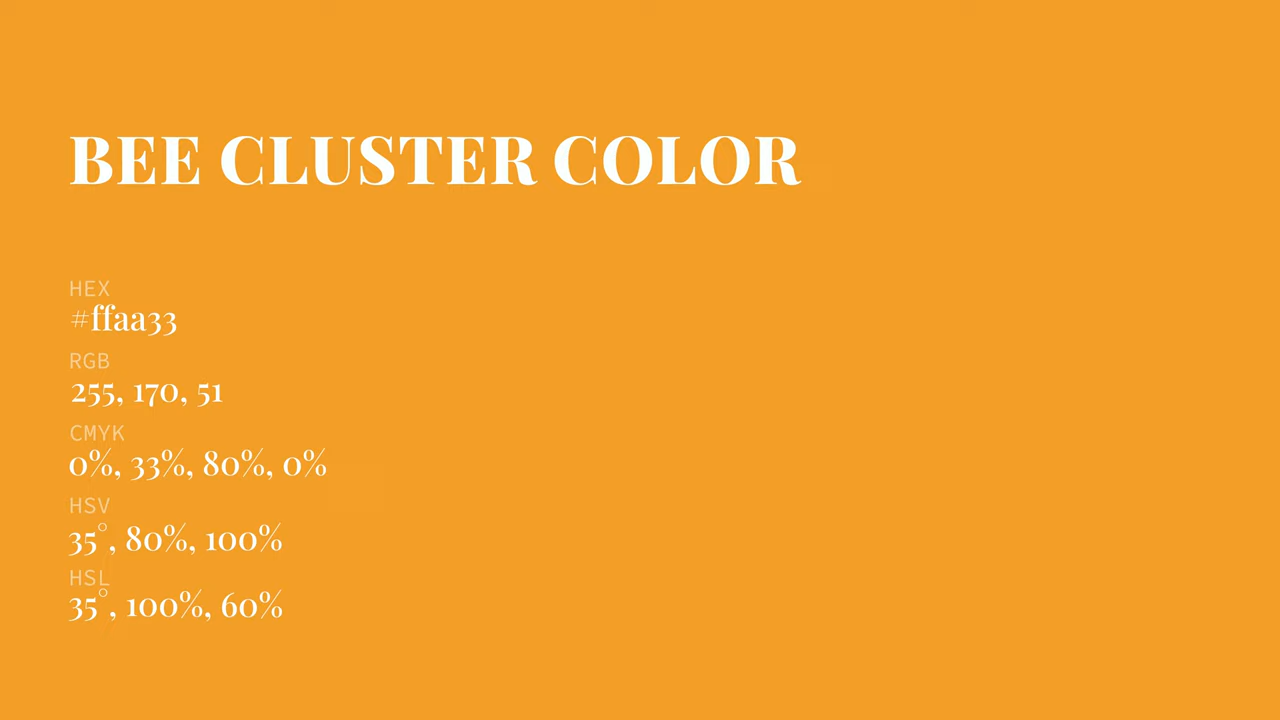 BEE CLUSTER COLOR
HEX
#ffaa33
RGB
255, 170, 51
CMYK
0%, 33%, 80%, 0%
HSV
35°, 80%, 100%
HSL
35°, 100%, 60%